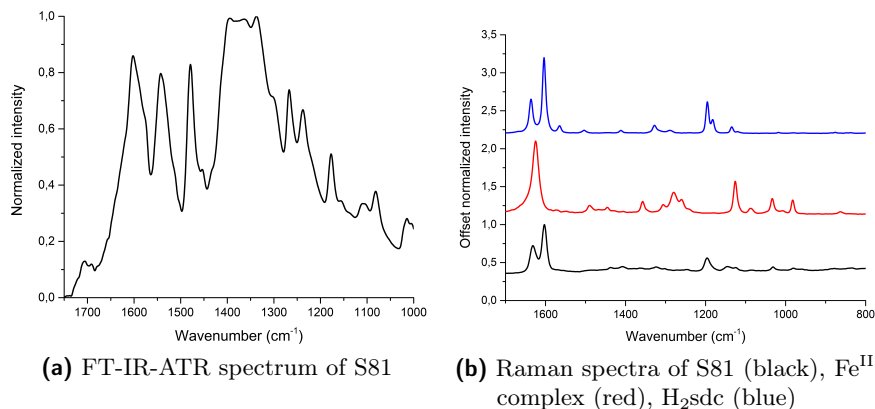 1,0
0,8
0,6
0,4
0,2
0,0
Normalized intensity
1700 1600 1500 1400 1300 1200 1100 1000
Wavenumber (cm⁻¹)
(a) FT-IR-ATR spectrum of S81
3,5
3,0
2,5
2,0
1,5
1,0
0,5
0,0
Offset normalized intensity
1600 1400 1200 1000 800
Wavenumber (cm⁻¹)
(b) Raman spectra of S81 (black), Feᴵᴵ
complex (red), H₂sdc (blue)